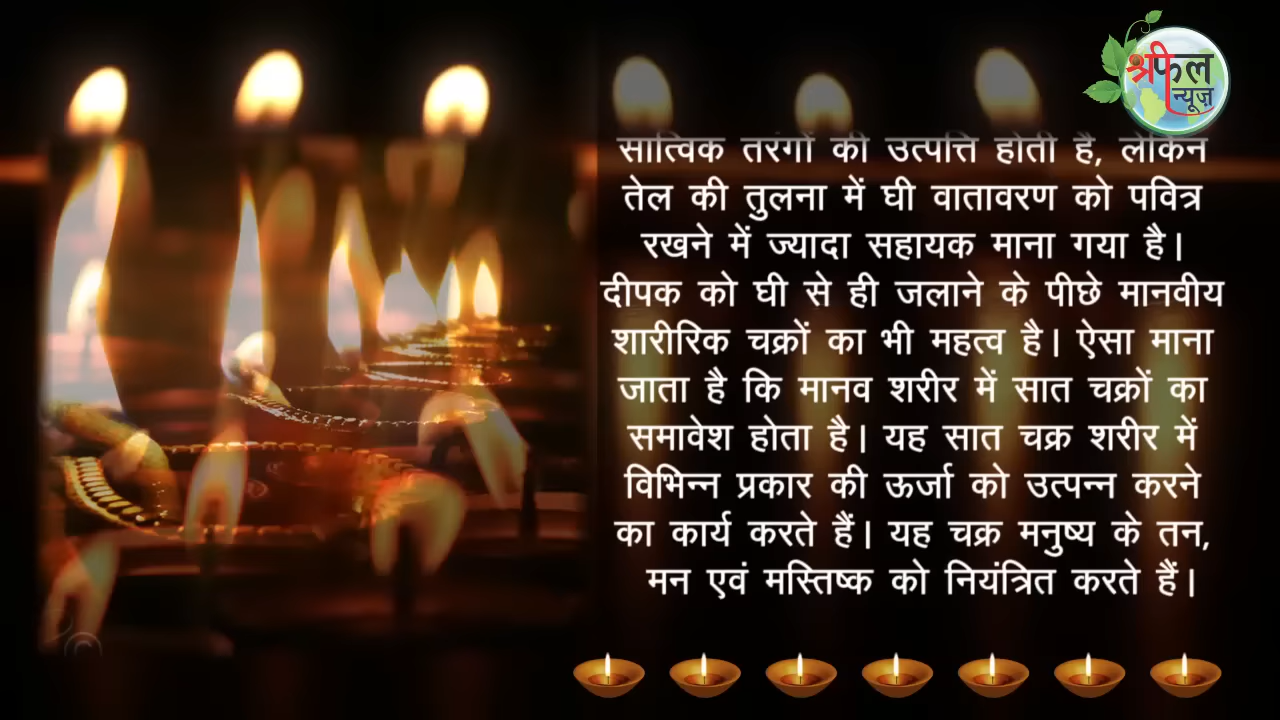 श्रीफल
न्यूज़
सात्विक तरंगों की उत्पत्ति होती है, लेकिन
तेल की तुलना में घी वातावरण को पवित्र
रखने में ज्यादा सहायक माना गया है।
दीपक को घी से ही जलाने के पीछे मानवीय
शारीरिक चक्रों का भी महत्व है। ऐसा माना
जाता है कि मानव शरीर में सात चक्रों का
समावेश होता है। यह सात चक्र शरीर में
विभिन्न प्रकार की ऊर्जा को उत्पन्न करने
का कार्य करते हैं। यह चक्र मनुष्य के तन,
मन एवं मस्तिष्क को नियंत्रित करते हैं।